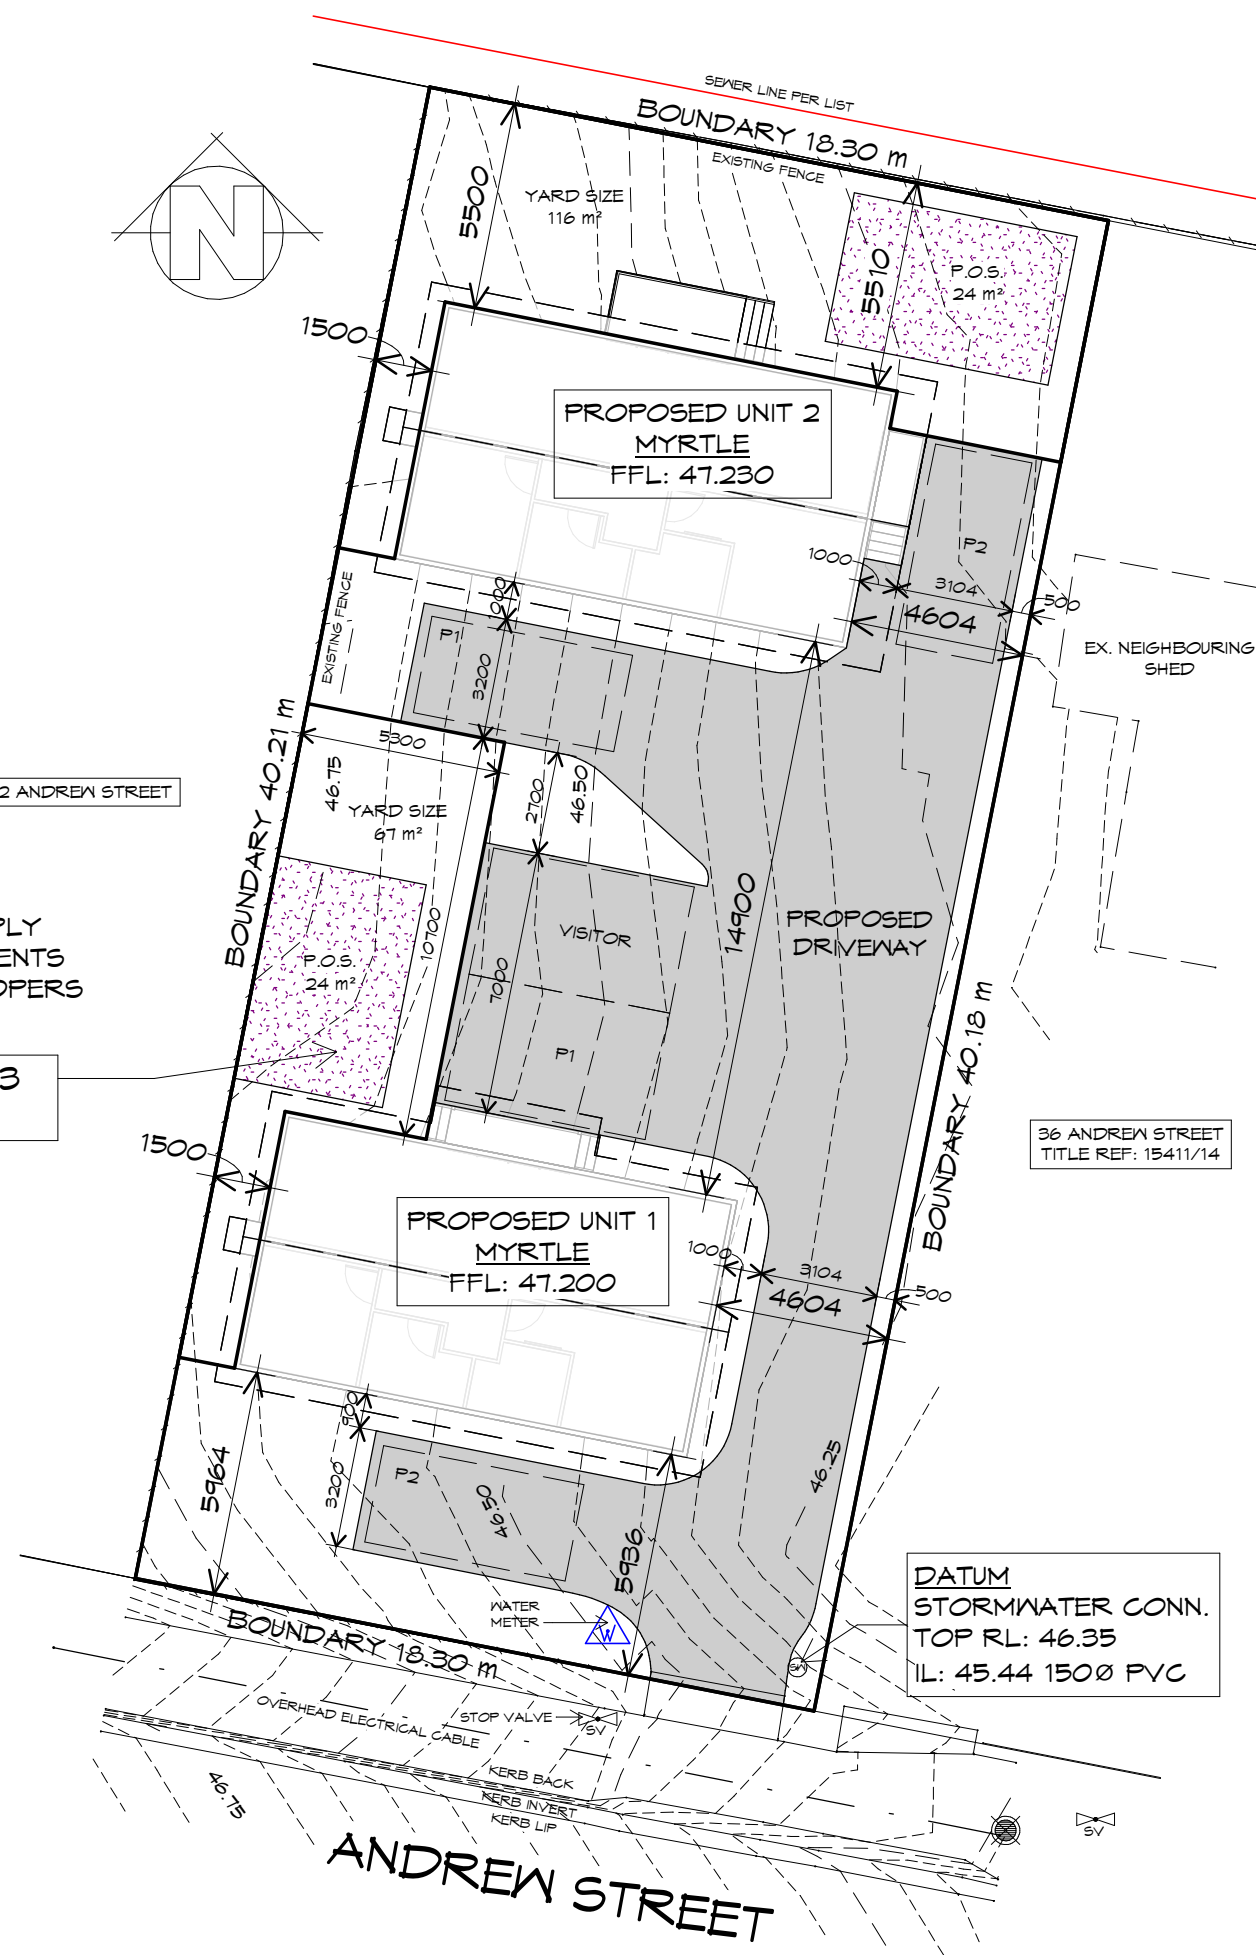 SEWER LINE PER LIST
BOUNDARY 18.30 m
EXISTING FENCE
N
5500
YARD SIZE
116 m²
5510
P.O.S.
24 m²
1500
PROPOSED UNIT 2
MYRTLE
FFL: 47.230
P2
1000
3104
500
4604
EX. NEIGHBOURING
SHED
EXISTING FENCE
P1
900
3200
5300
BOUNDARY 40.21 m
46.75
2 ANDREW STREET
YARD SIZE
67 m²
2700
46.50
14900
PROPOSED
DRIVEWAY
VISITOR
10700
7000
P.O.S.
24 m²
PLY
ENTS
OPERS
3
P1
BOUNDARY 40.18 m
36 ANDREW STREET
TITLE REF: 15411/14
1500
PROPOSED UNIT 1
MYRTLE
FFL: 47.200
1000
3104
500
4604
900
3200
P2
46.50
46.25
5964
5936
WATER
METER
W
DATUM
STORMWATER CONN.
TOP RL: 46.35
IL: 45.44 150Ø PVC
SW
BOUNDARY 18.30 m
OVERHEAD ELECTRICAL CABLE
STOP VALVE
SV
KERB BACK
KERB INVERT
KERB LIP
46.75
SV
ANDREW STREET